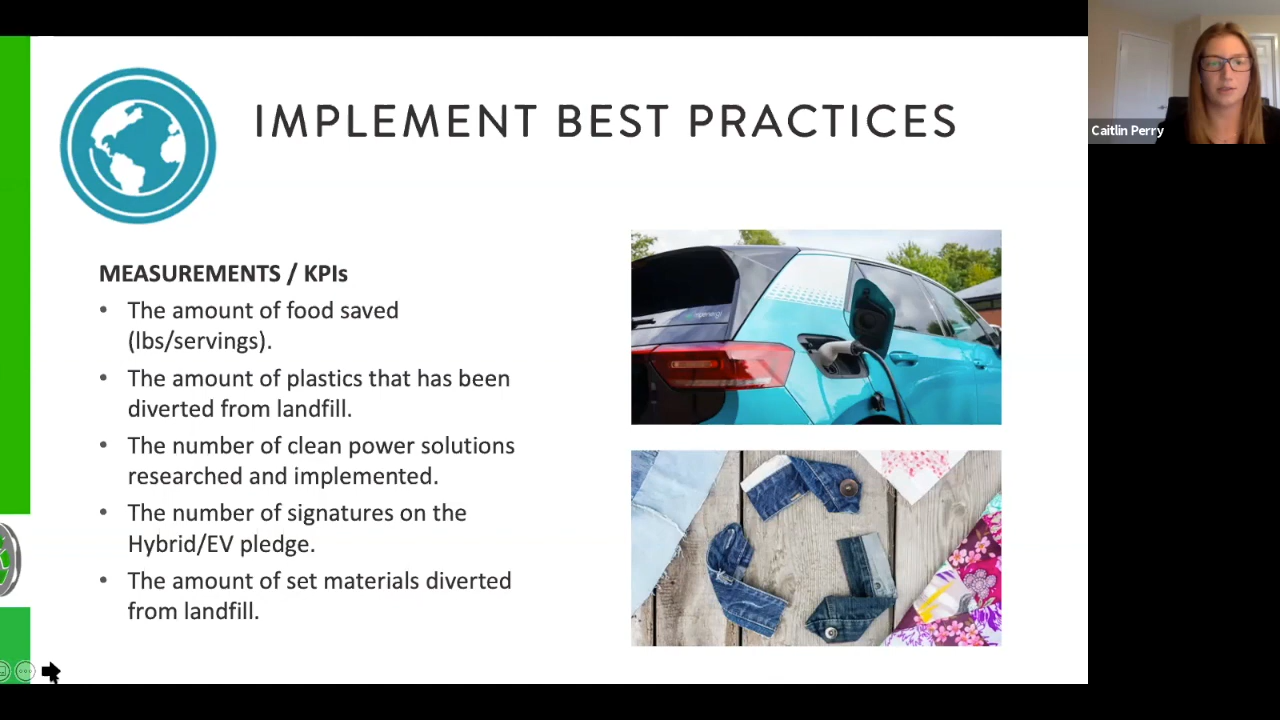 IMPLEMENT BEST PRACTICES
Caitlin Perry
MEASUREMENTS / KPIs
• The amount of food saved
(lbs/servings).
• The amount of plastics that has been
diverted from landfill.
• The number of clean power solutions
researched and implemented.
• The number of signatures on the
Hybrid/EV pledge.
• The amount of set materials diverted
from landfill.